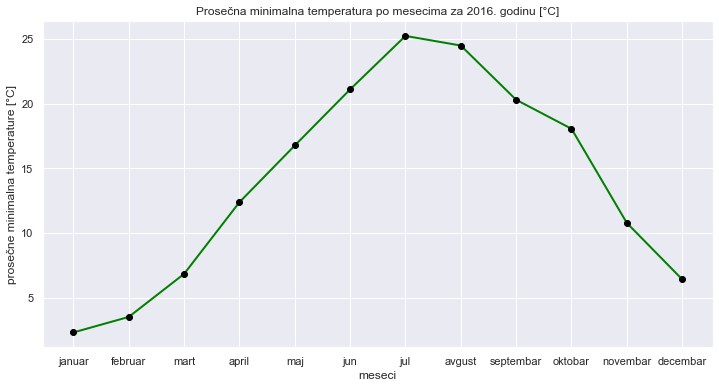 Prosečna minimalna temperatura po mesecima za 2016. godinu [°C]
prosečne minimalna temperature [°C]
25
20
15
10
5
januar februar mart april maj jun jul avgust septembar oktobar novembar decembar
meseci